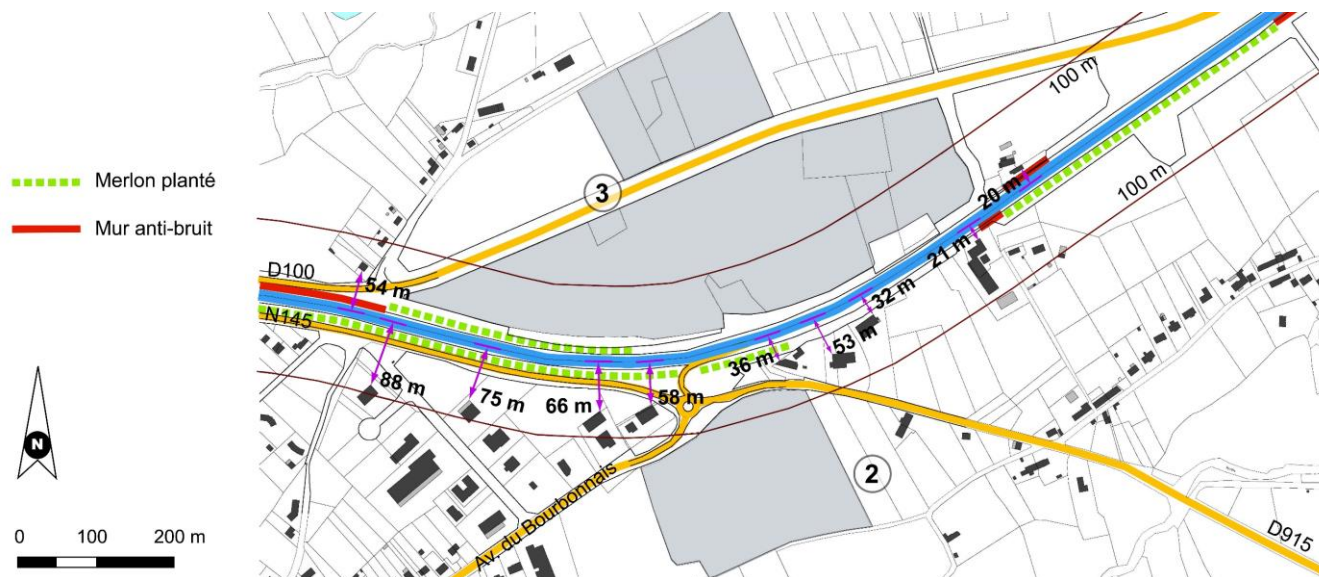 Merlon planté
Mur anti-bruit
N
0 100 200 m
D100
N145
54 m
88 m
75 m
66 m
58 m
36 m
53 m
32 m
21 m
20 m
100 m
100 m
3
2
Av. du Bourbonnais
D915